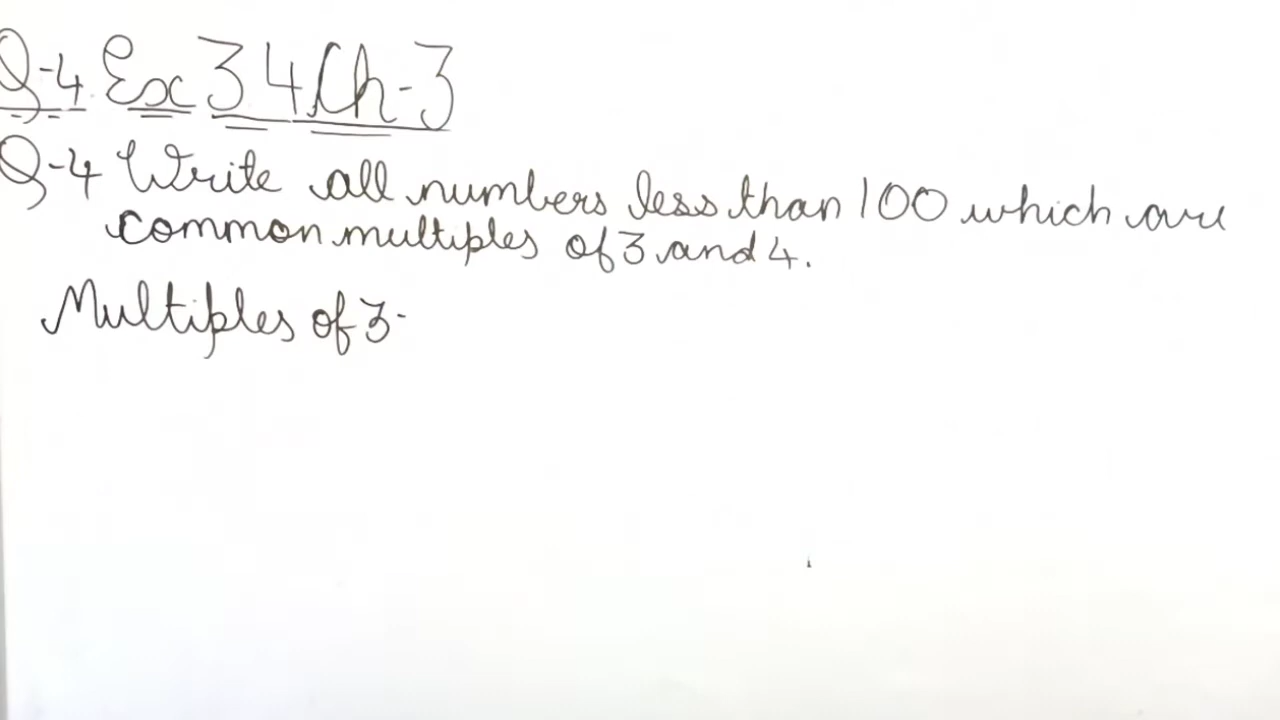 Q-4 Ex 3 4 Ch-3
Q-4 Write all numbers less than 100 which are
common multiples of 3 and 4.
Multiples of 3-